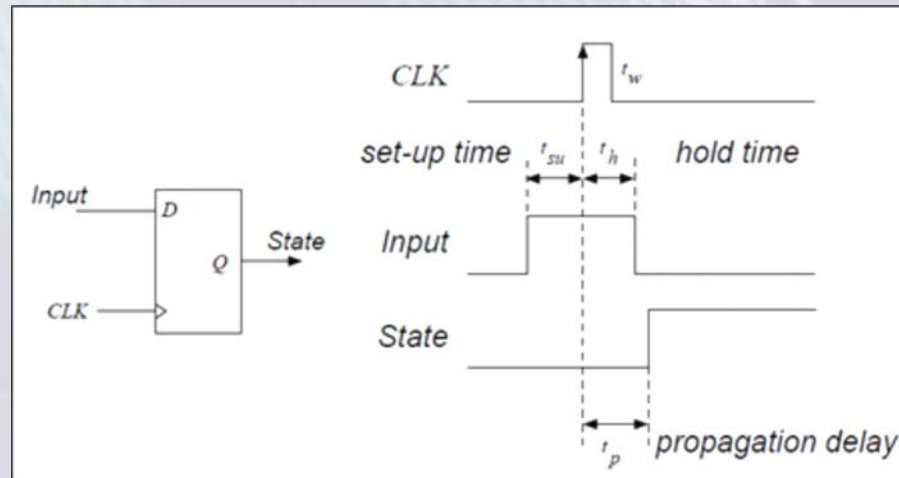 CLK
t_w
set-up time
t_su
t_h
hold time
Input
D
Q
State
CLK
Input
State
t_p
propagation delay